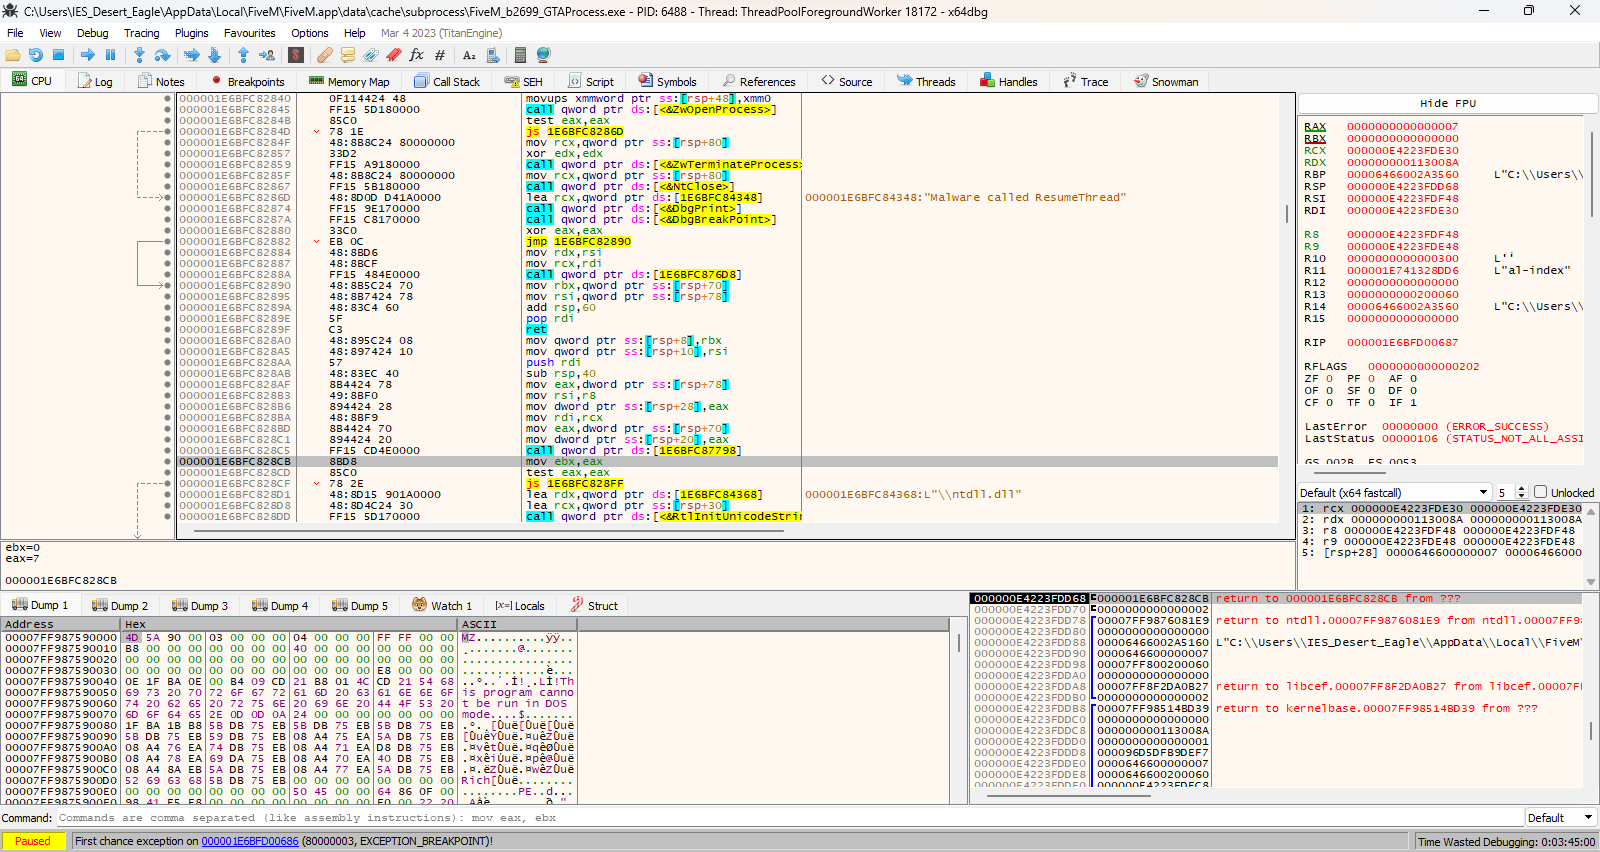 C:\Users\IES_Desert_Eagle\AppData\Local\FiveM\FiveM.app\data\cache\subprocess\FiveM_b2699_GTAProcess.exe - PID: 6488 - Thread: ThreadPoolForegroundWorker 18172 - x64dbg
File View Debug Tracing Plugins Favourites Options Help Mar 4 2023 (TitanEngine)
CPU Log Notes Breakpoints Memory Map Call Stack SEH Script Symbols References Source Threads Handles Trace Snowman
000001E6BFC82840 0F114424 48 movups xmmword ptr ss:[rsp+48],xmm0
000001E6BFC82845 FF15 5D180000 call qword ptr ds:[<&ZwOpenProcess>]
000001E6BFC8284B 85C0 test eax,eax
000001E6BFC8284D 78 1E js 1E6BFC8286D
000001E6BFC8284F 48:8B8C24 80000000 mov rcx,qword ptr ss:[rsp+80]
000001E6BFC82857 33D2 xor edx,edx
000001E6BFC82859 FF15 A9180000 call qword ptr ds:[<&ZwTerminateProcess>
000001E6BFC8285F 48:8B8C24 80000000 mov rcx,qword ptr ss:[rsp+80]
000001E6BFC82867 FF15 5B180000 call qword ptr ds:[<&NtClose>]
000001E6BFC8286D 48:8D0D D41A0000 lea rcx,qword ptr ds:[1E6BFC84348] 000001E6BFC84348:"Malware called ResumeThread"
000001E6BFC82874 FF15 9E170000 call qword ptr ds:[<&DbgPrint>]
000001E6BFC8287A FF15 C8170000 call qword ptr ds:[<&DbgBreakPoint>]
000001E6BFC82880 33C0 xor eax,eax
000001E6BFC82882 EB 0C jmp 1E6BFC82890
000001E6BFC82884 48:8BD6 mov rdx,rsi
000001E6BFC82887 48:8BCF mov rcx,rdi
000001E6BFC8288A FF15 484E0000 call qword ptr ds:[1E6BFC876D8]
000001E6BFC82890 48:8B5C24 70 mov rbx,qword ptr ss:[rsp+70]
000001E6BFC82895 48:8B7424 78 mov rsi,qword ptr ss:[rsp+78]
000001E6BFC8289A 48:83C4 60 add rsp,60
000001E6BFC8289E 5F pop rdi
000001E6BFC8289F C3 ret
000001E6BFC828A0 48:895C24 08 mov qword ptr ss:[rsp+8],rbx
000001E6BFC828A5 48:897424 10 mov qword ptr ss:[rsp+10],rsi
000001E6BFC828AA 57 push rdi
000001E6BFC828AB 48:83EC 40 sub rsp,40
000001E6BFC828AF 8B4424 78 mov eax,dword ptr ss:[rsp+78]
000001E6BFC828B3 49:8BF0 mov rsi,r8
000001E6BFC828B6 894424 28 mov dword ptr ss:[rsp+28],eax
000001E6BFC828BA 48:8BF9 mov rdi,rcx
000001E6BFC828BD 8B4424 70 mov eax,dword ptr ss:[rsp+70]
000001E6BFC828C1 894424 20 mov dword ptr ss:[rsp+20],eax
000001E6BFC828C5 FF15 CD4E0000 call qword ptr ds:[1E6BFC87798]
000001E6BFC828CB 8BD8 mov ebx,eax
000001E6BFC828CD 85C0 test eax,eax
000001E6BFC828CF 78 2E js 1E6BFC828FF
000001E6BFC828D1 48:8D15 901A0000 lea rdx,qword ptr ds:[1E6BFC84368] 000001E6BFC84368:L"\\ntdll.dll"
000001E6BFC828D8 48:8D4C24 30 lea rcx,qword ptr ss:[rsp+30]
000001E6BFC828DD FF15 5D170000 call qword ptr ds:[<&RtlInitUnicodeStrin
ebx=0
eax=7
000001E6BFC828CB
Hide FPU
RAX 0000000000000007
RBX 0000000000000000
RCX 000000E4223FDE30
RDX 000000000113008A
RBP 00006466002A3560 L"C:\\Users\\
RSP 000000E4223FDD68
RSI 000000E4223FDF48
RDI 000000E4223FDE30
R8 000000E4223FDF48
R9 000000E4223FDE48
R10 0000000000000300
R11 000001E741328DD6 L"al-index"
R12 0000000000000000
R13 0000000000200060
R14 00006466002A3560 L"C:\\Users\\
R15 0000000000000000
RIP 000001E6BFD00687
RFLAGS 0000000000000202
ZF 0 PF 0 AF 0
OF 0 SF 0 DF 0
CF 0 TF 0 IF 1
LastError 00000000 (ERROR_SUCCESS)
LastStatus 00000106 (STATUS_NOT_ALL_ASSI
GS 002B FS 0053
Default (x64 fastcall) 5 Unlocked
1: rcx 000000E4223FDE30 000000E4223FDE30
2: rdx 000000000113008A 000000000113008A
3: r8 000000E4223FDF48 000000E4223FDF48
4: r9 000000E4223FDE48 000000E4223FDE48
5: [rsp+28] 0000646600000007 00006466000
Dump 1 Dump 2 Dump 3 Dump 4 Dump 5 Watch 1 Locals Struct
Address Hex ASCII
00007FF987590000 4D 5A 90 00 03 00 00 00 04 00 00 00 FF FF 00 00 MZ..........ÿÿ..
00007FF987590010 B8 00 00 00 00 00 00 00 40 00 00 00 00 00 00 00 ¸.......@.......
00007FF987590020 00 00 00 00 00 00 00 00 00 00 00 00 00 00 00 00 ................
00007FF987590030 00 00 00 00 00 00 00 00 00 00 00 00 E8 00 00 00 ............è...
00007FF987590040 0E 1F BA 0E 00 B4 09 CD 21 B8 01 4C CD 21 54 68 ..º..´.Í!¸.LÍ!Th
00007FF987590050 69 73 20 70 72 6F 67 72 61 6D 20 63 61 6E 6E 6F is program canno
00007FF987590060 74 20 62 65 20 72 75 6E 20 69 6E 20 44 4F 53 20 t be run in DOS
00007FF987590070 6D 6F 64 65 2E 0D 0D 0A 24 00 00 00 00 00 00 00 mode....$.......
00007FF987590080 1F BA 1B B8 5B DB 75 EB 5B DB 75 EB 5B DB 75 EB .º.¸[Ûuë[Ûuë[Ûuë
00007FF987590090 5B DB 75 EB 59 DB 75 EB 08 A4 75 EA 5A DB 75 EB [ÛuëYÛuë.¤uêZÛuë
00007FF9875900A0 08 A4 76 EA 74 DB 75 EB 08 A4 71 EA D8 DB 75 EB .¤vêtÛuë.¤qêØÛuë
00007FF9875900B0 08 A4 78 EA 69 DA 75 EB 08 A4 70 EA 40 DB 75 EB .¤xêiÚuë.¤pê@Ûuë
00007FF9875900C0 08 A4 8A EB 5A DB 75 EB 08 A4 77 EA 5A DB 75 EB .¤.ëZÛuë.¤wêZÛuë
00007FF9875900D0 52 69 63 68 5B DB 75 EB 00 00 00 00 00 00 00 00 Rich[Ûuë........
00007FF9875900E0 00 00 00 00 00 00 00 00 50 45 00 00 64 86 0F 00 ........PE..d...
000000E4223FDD68 000001E6BFC828CB return to 000001E6BFC828CB from ???
000000E4223FDD70 0000000000000002
000000E4223FDD78 00007FF9876081E9 return to ntdll.00007FF9876081E9 from ntdll.00007FF9
000000E4223FDD80 0000000000000000
000000E4223FDD88 00006466002A5160 L"C:\\Users\\IES_Desert_Eagle\\AppData\\Local\\FiveM\
000000E4223FDD90 0000646600000007
000000E4223FDD98 00007FF800200060
000000E4223FDDA0 0000000000000000
000000E4223FDDA8 00007FF8F2DA0B27 return to libcef.00007FF8F2DA0B27 from libcef.00007FF
000000E4223FDDB0 0000000000000002
000000E4223FDDB8 00007FF98514BD39 return to kernelbase.00007FF98514BD39 from ???
000000E4223FDDC0 0000000000000000
000000E4223FDDC8 000000000113008A
000000E4223FDDD0 0000000000000001
000000E4223FDDD8 000096D5DFB9DEF7
000000E4223FDDE0 0000646600000007
000000E4223FDDE8 0000646600200060
Command: Commands are comma separated (like assembly instructions): mov eax, ebx Default
Paused First chance exception on 000001E6BFD00686 (80000003, EXCEPTION_BREAKPOINT)! Time Wasted Debugging: 0:03:45:00